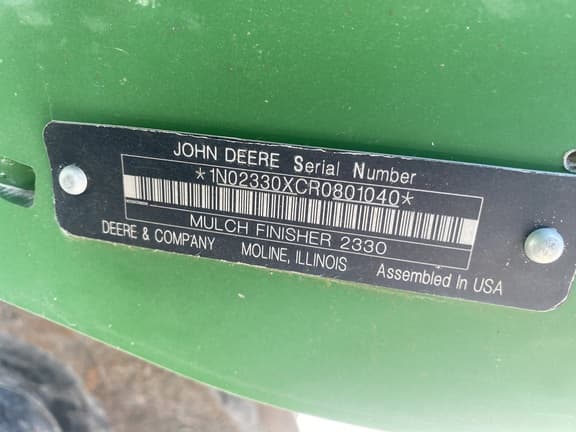 JOHN DEERE Serial Number
*1N02330XCR0801040*
MULCH FINISHER 2330
DEERE & COMPANY MOLINE, ILLINOIS Assembled In USA